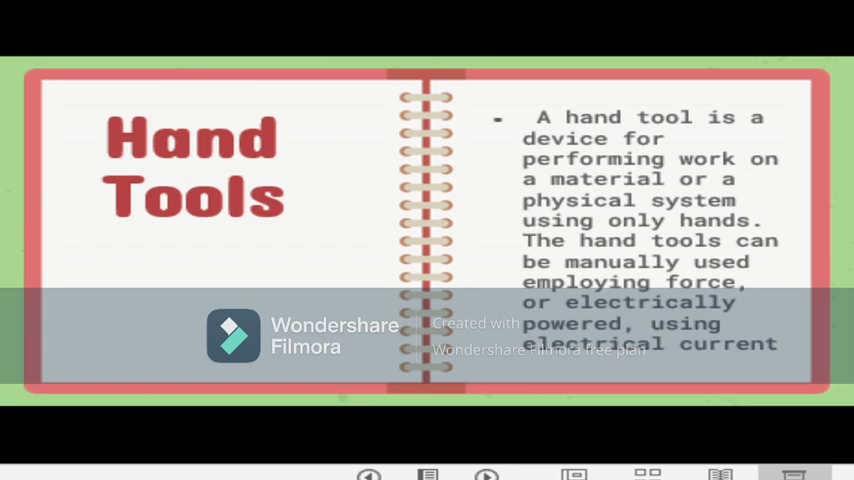 Hand
Tools
• A hand tool is a
device for
performing work on
a material or a
physical system
using only hands.
The hand tools can
be manually used
employing force,
or electrically
powered, using
electrical current
Wondershare
Filmora
Created with
Wondershare Filmora free plan